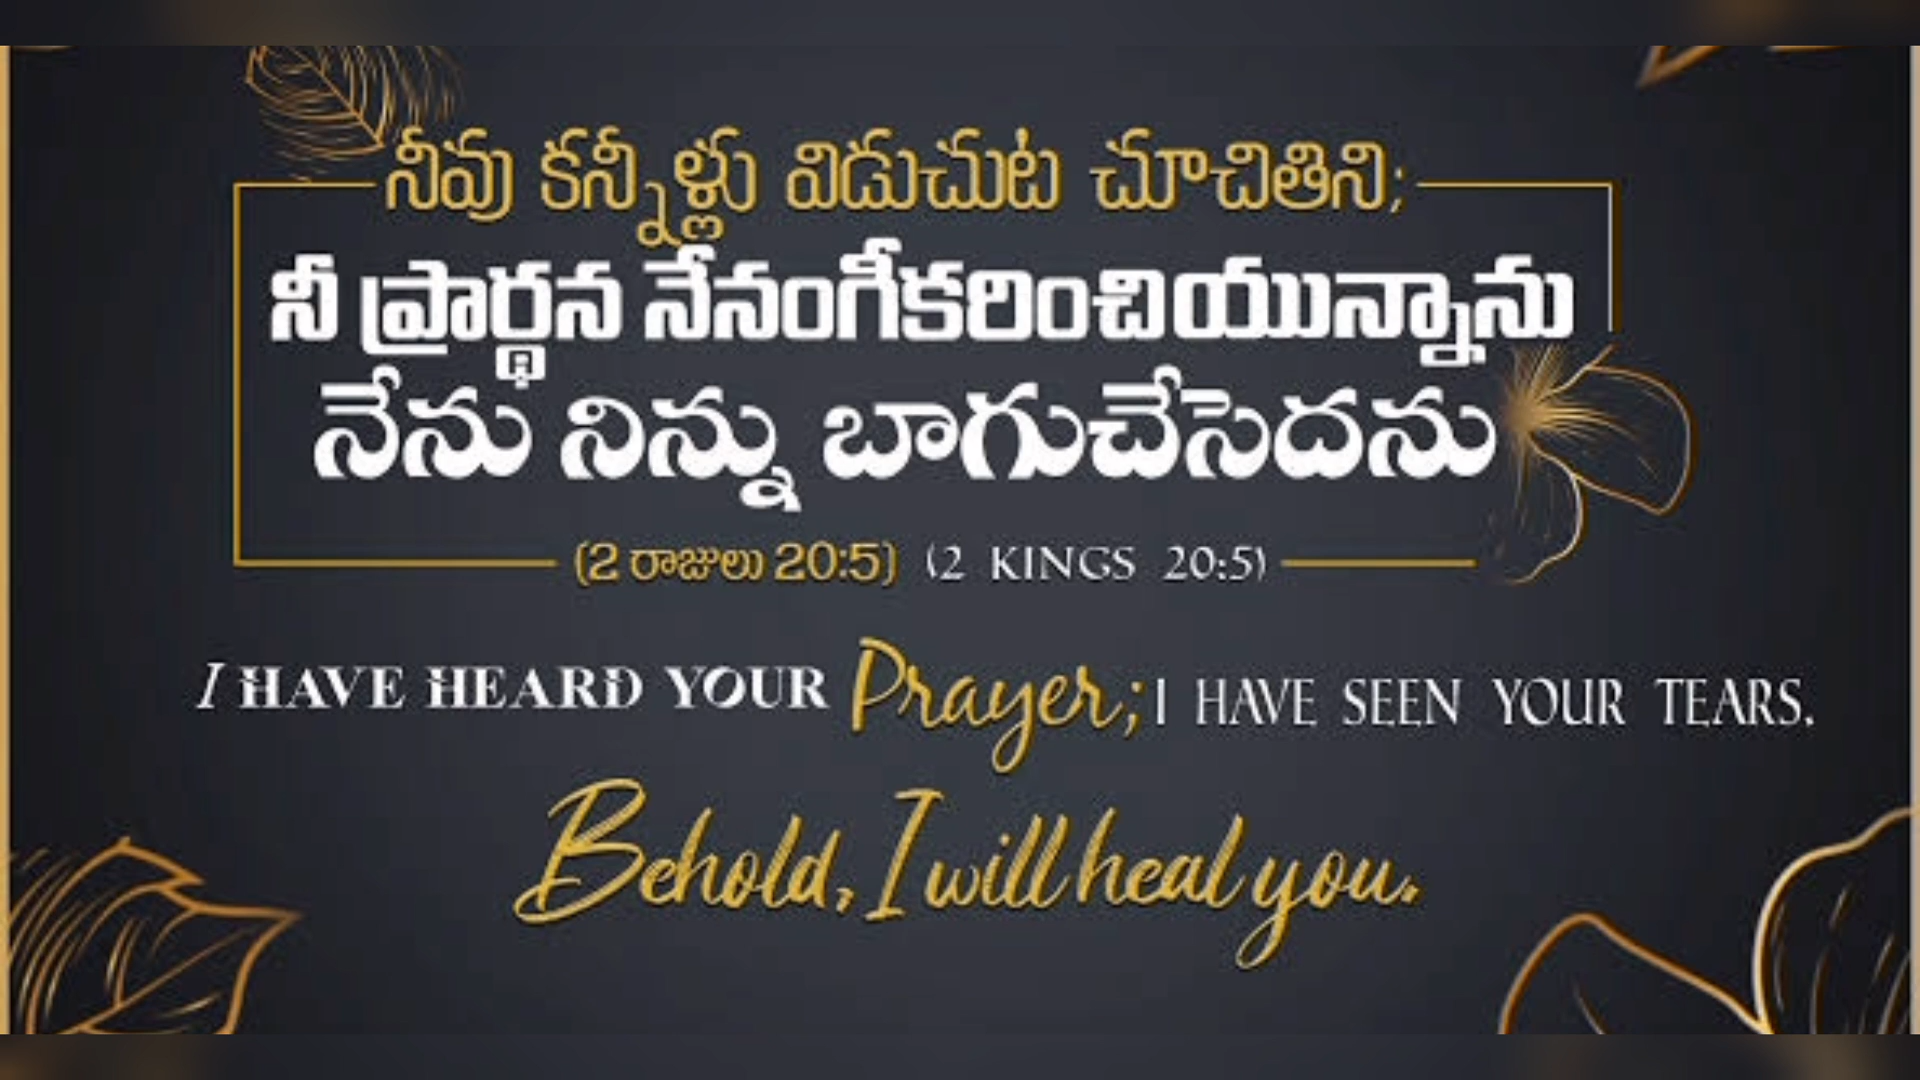 నీవు కన్నీళ్లు విడుచుట చూచితిని;
నీ ప్రార్థన నేనంగీకరించియున్నాను
నేను నిన్ను బాగుచేసెదను
(2 రాజులు 20:5) (2 KINGS 20:5)
I HAVE HEARD YOUR Prayer; I HAVE SEEN YOUR TEARS.
Behold, I will heal you.